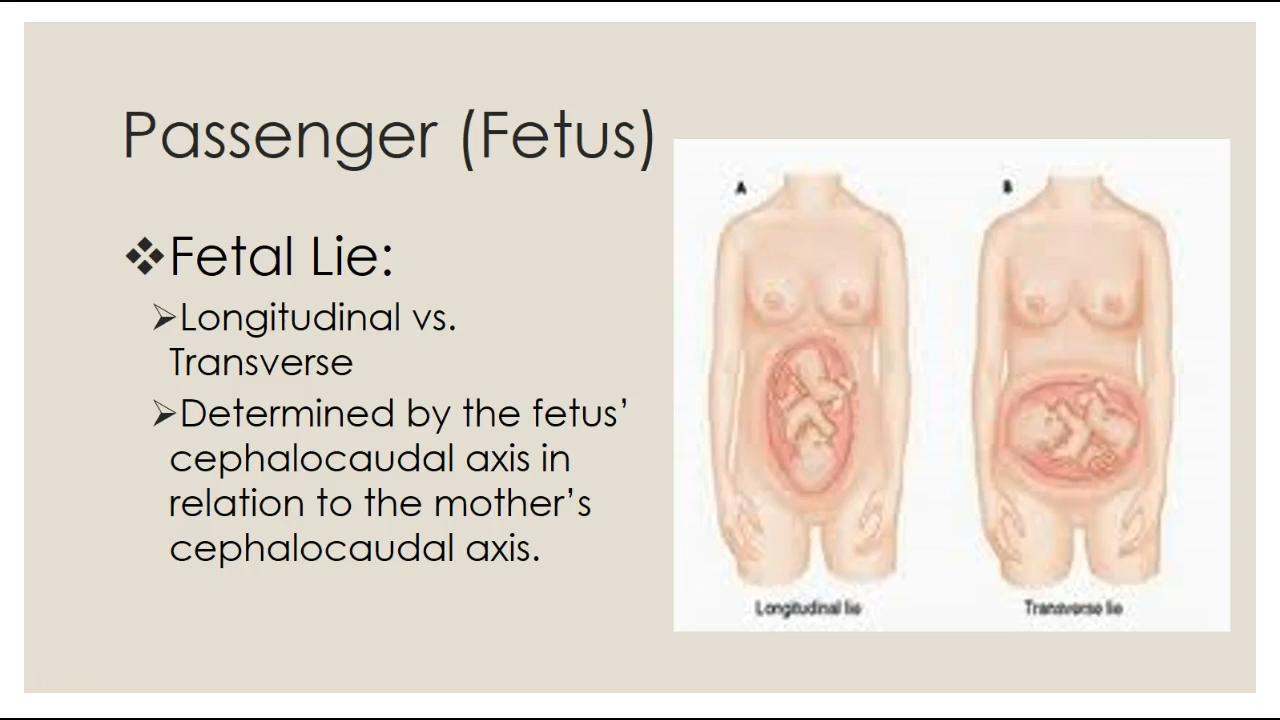 Passenger (Fetus)
❖Fetal Lie:
➢Longitudinal vs.
Transverse
➢Determined by the fetus’
cephalocaudal axis in
relation to the mother’s
cephalocaudal axis.
A
B
Longitudinal lie
Transverse lie